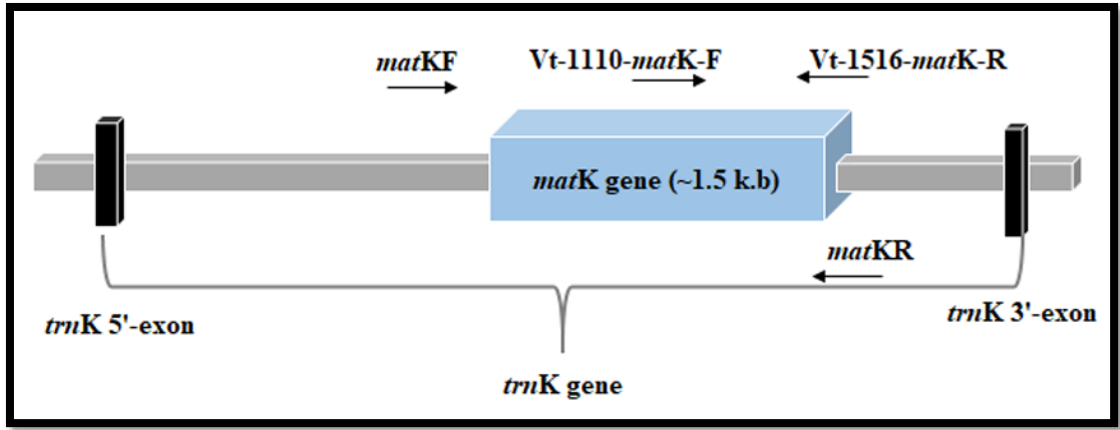 matKF
Vt-1110-matK-F
Vt-1516-matK-R
matK gene (~1.5 k.b)
matKR
trnK 5'-exon
trnK 3'-exon
trnK gene